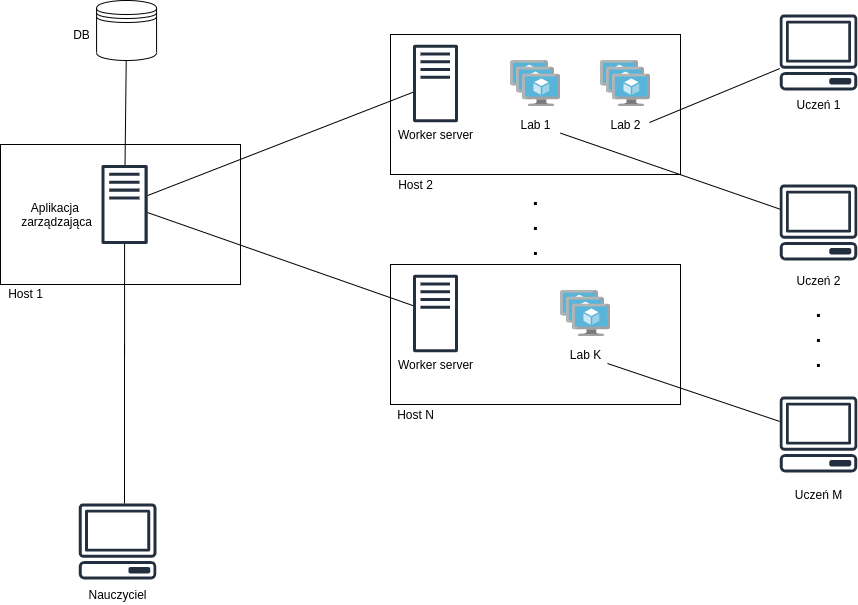 DB
Aplikacja
zarządzająca
Host 1
Nauczyciel
Worker server
Lab 1
Lab 2
Host 2
Worker server
Lab K
Host N
Uczeń 1
Uczeń 2
Uczeń M